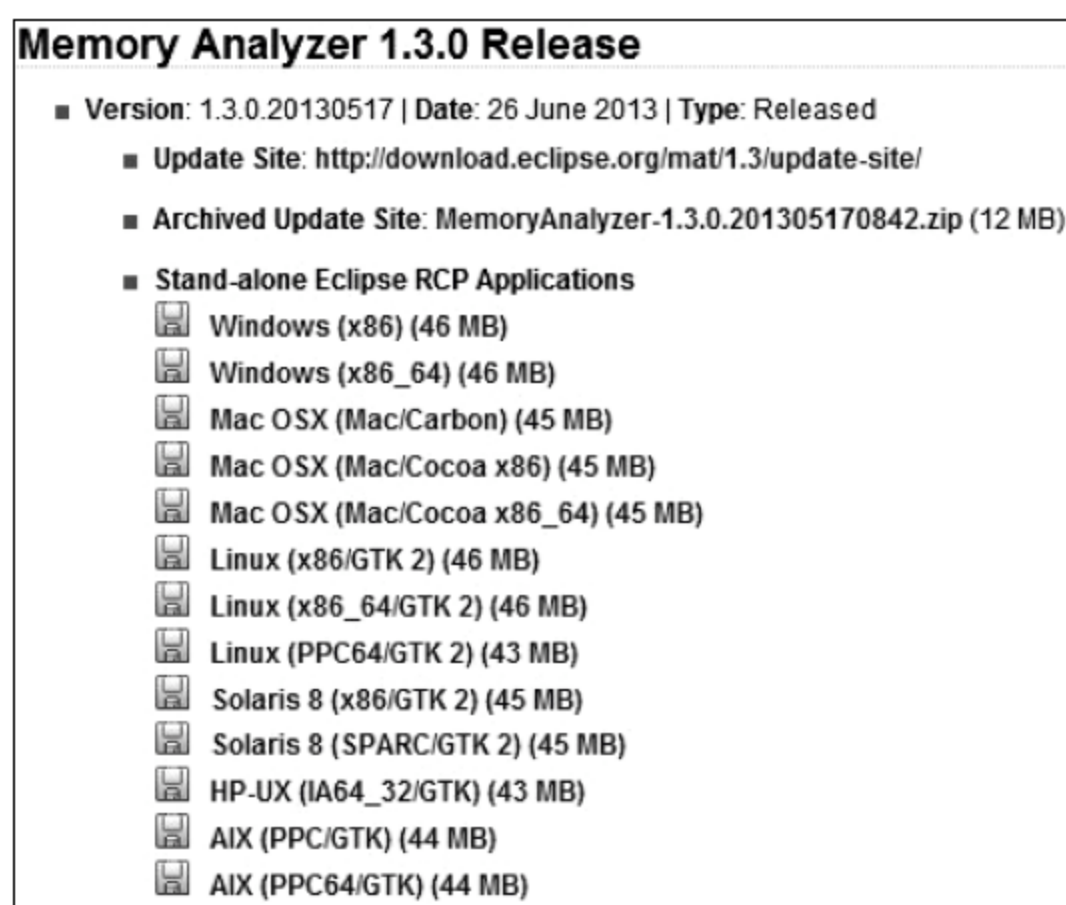 Memory Analyzer 1.3.0 Release
Version: 1.3.0.20130517 | Date: 26 June 2013 | Type: Released
Update Site: http://download.eclipse.org/mat/1.3/update-site/
Archived Update Site: MemoryAnalyzer-1.3.0.201305170842.zip (12 MB)
Stand-alone Eclipse RCP Applications
Windows (x86) (46 MB)
Windows (x86_64) (46 MB)
Mac OSX (Mac/Carbon) (45 MB)
Mac OSX (Mac/Cocoa x86) (45 MB)
Mac OSX (Mac/Cocoa x86_64) (45 MB)
Linux (x86/GTK 2) (46 MB)
Linux (x86_64/GTK 2) (46 MB)
Linux (PPC64/GTK 2) (43 MB)
Solaris 8 (x86/GTK 2) (45 MB)
Solaris 8 (SPARC/GTK 2) (45 MB)
HP-UX (IA64_32/GTK) (43 MB)
AIX (PPC/GTK) (44 MB)
AIX (PPC64/GTK) (44 MB)